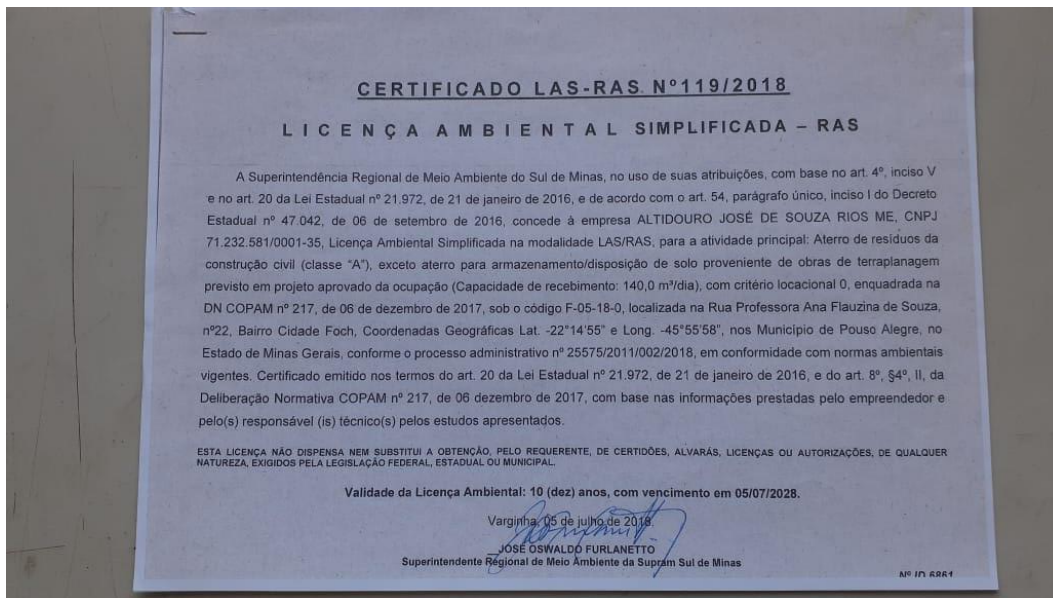 CERTIFICADO LAS-RAS Nº119/2018
LICENÇA AMBIENTAL SIMPLIFICADA – RAS
A Superintendência Regional de Meio Ambiente do Sul de Minas, no uso de suas atribuições, com base no art. 4º, inciso V
e no art. 20 da Lei Estadual nº 21.972, de 21 de janeiro de 2016, e de acordo com o art. 54, parágrafo único, inciso I do Decreto
Estadual nº 47.042, de 06 de setembro de 2016, concede à empresa ALTIDOURO JOSÉ DE SOUZA RIOS ME, CNPJ
71.232.581/0001-35, Licença Ambiental Simplificada na modalidade LAS/RAS, para a atividade principal: Aterro de resíduos da
construção civil (classe “A”), exceto aterro para armazenamento/disposição de solo proveniente de obras de terraplanagem
previsto em projeto aprovado da ocupação (Capacidade de recebimento: 140,0 m³/dia), com critério locacional 0, enquadrada na
DN COPAM nº 217, de 06 de dezembro de 2017, sob o código F-05-18-0, localizada na Rua Professora Ana Flauzina de Souza,
nº22, Bairro Cidade Foch, Coordenadas Geográficas Lat. -22°14'55” e Long. -45°55'58”, nos Municipio de Pouso Alegre, no
Estado de Minas Gerais, conforme o processo administrativo nº 25575/2011/002/2018, em conformidade com normas ambientais
vigentes. Certificado emitido nos termos do art. 20 da Lei Estadual nº 21.972, de 21 de janeiro de 2016, e do art. 8º, §4º, II, da
Deliberação Normativa COPAM nº 217, de 06 dezembro de 2017, com base nas informações prestadas pelo empreendedor e
pelo(s) responsável (is) técnico(s) pelos estudos apresentados.
ESTA LICENÇA NÃO DISPENSA NEM SUBSTITUI A OBTENÇÃO, PELO REQUERENTE, DE CERTIDÕES, ALVARÁS, LICENÇAS OU AUTORIZAÇÕES, DE QUALQUER
NATUREZA, EXIGIDOS PELA LEGISLAÇÃO FEDERAL, ESTADUAL OU MUNICIPAL.
Validade da Licença Ambiental: 10 (dez) anos, com vencimento em 05/07/2028.
Varginha, 05 de julho de 2018.
JOSÉ OSWALDO FURLANETTO
Superintendente Regional de Meio Ambiente da Supram Sul de Minas
Nº ID 6861